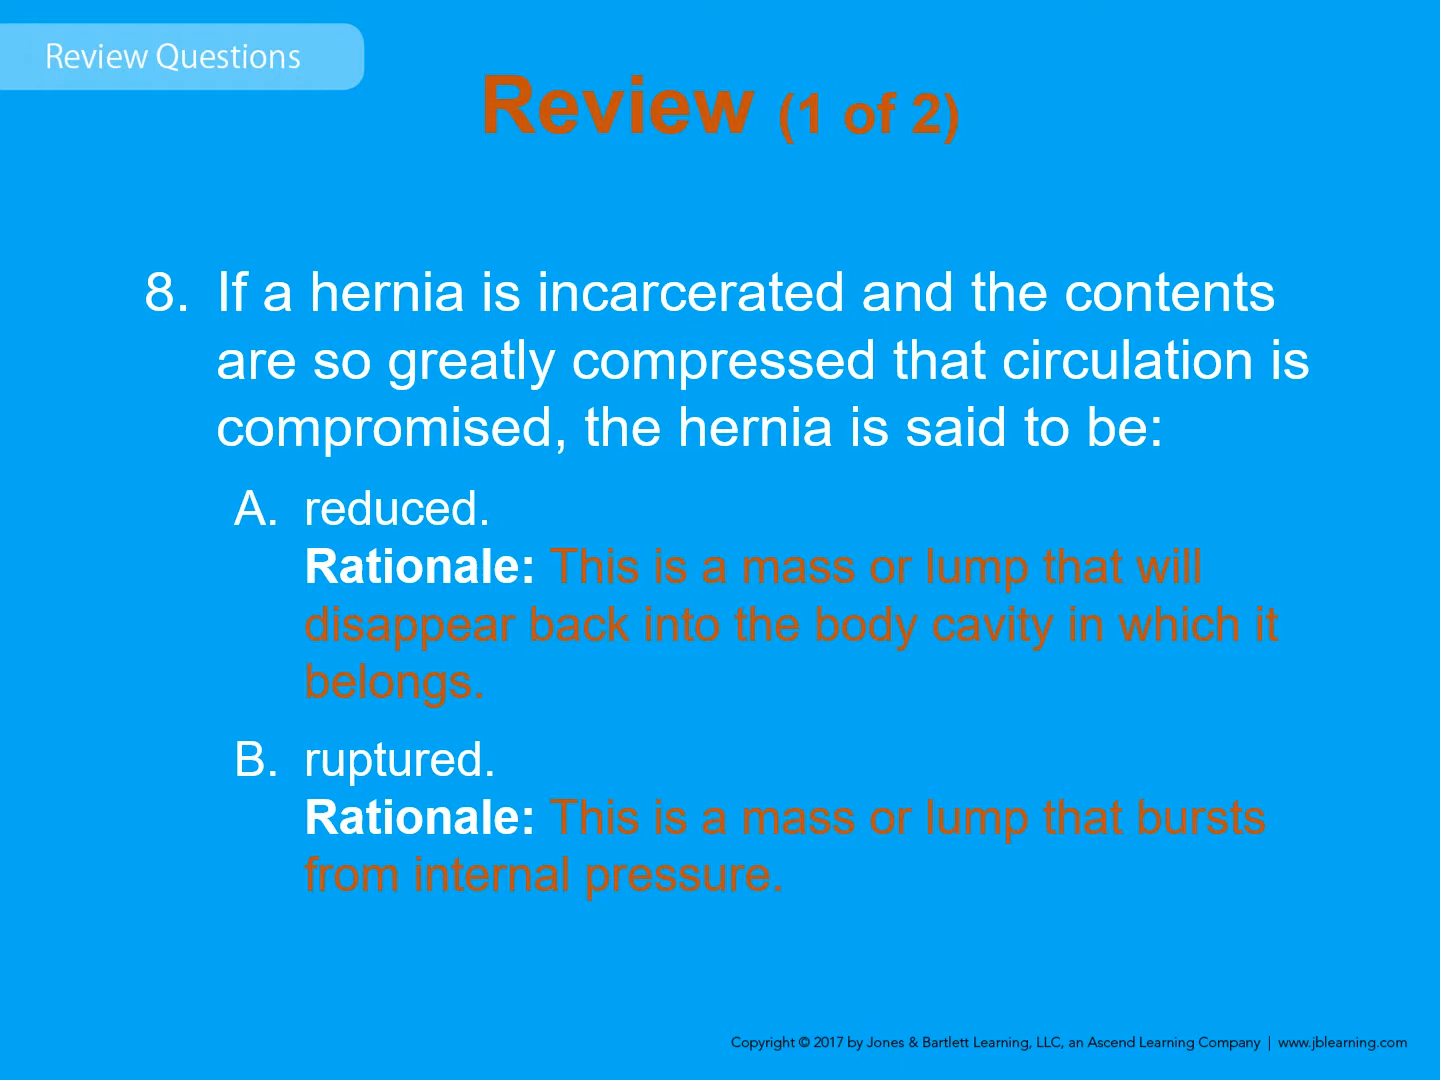 Review Questions
Review (1 of 2)
8. If a hernia is incarcerated and the contents
are so greatly compressed that circulation is
compromised, the hernia is said to be:
A. reduced.
Rationale: This is a mass or lump that will
disappear back into the body cavity in which it
belongs.
B. ruptured.
Rationale: This is a mass or lump that bursts
from internal pressure.
Copyright © 2017 by Jones & Bartlett Learning, LLC, an Ascend Learning Company | www.jblearning.com